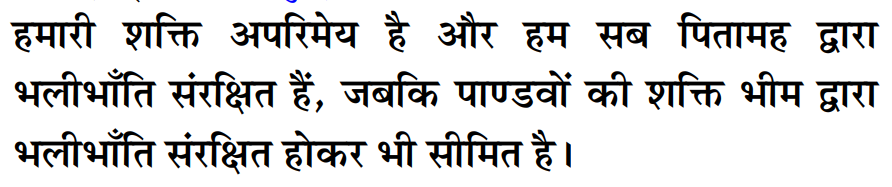 हमारी शक्ति अपरिमेय है और हम सब पितामह द्वारा
भलीभाँति संरक्षित हैं, जबकि पाण्डवों की शक्ति भीम द्वारा
भलीभाँति संरक्षित होकर भी सीमित है।